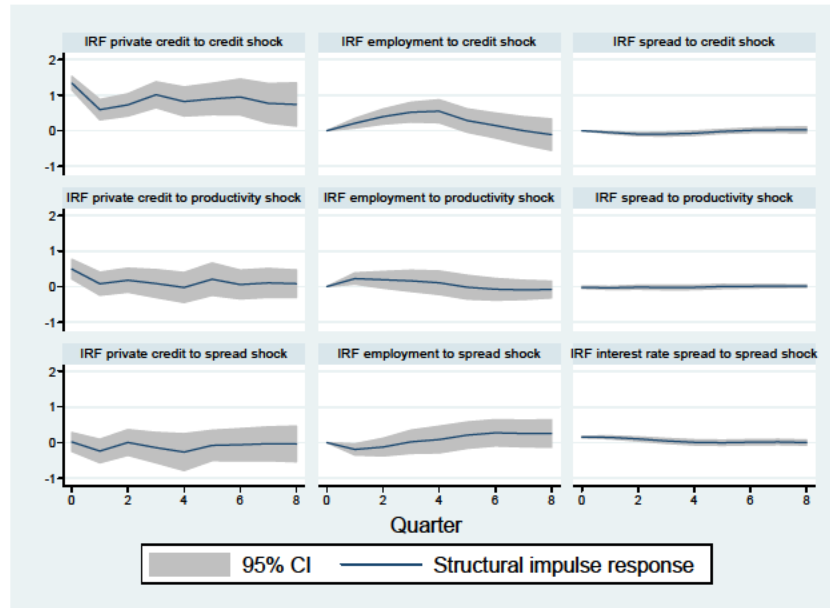 IRF private credit to credit shock IRF employment to credit shock IRF spread to credit shock
2
1
0
-1
IRF private credit to productivity shock IRF employment to productivity shock IRF spread to productivity shock
2
1
0
-1
IRF private credit to spread shock IRF employment to spread shock IRF interest rate spread to spread shock
2
1
0
-1
0 2 4 6 8 0 2 4 6 8 0 2 4 6 8
Quarter
95% CI Structural impulse response